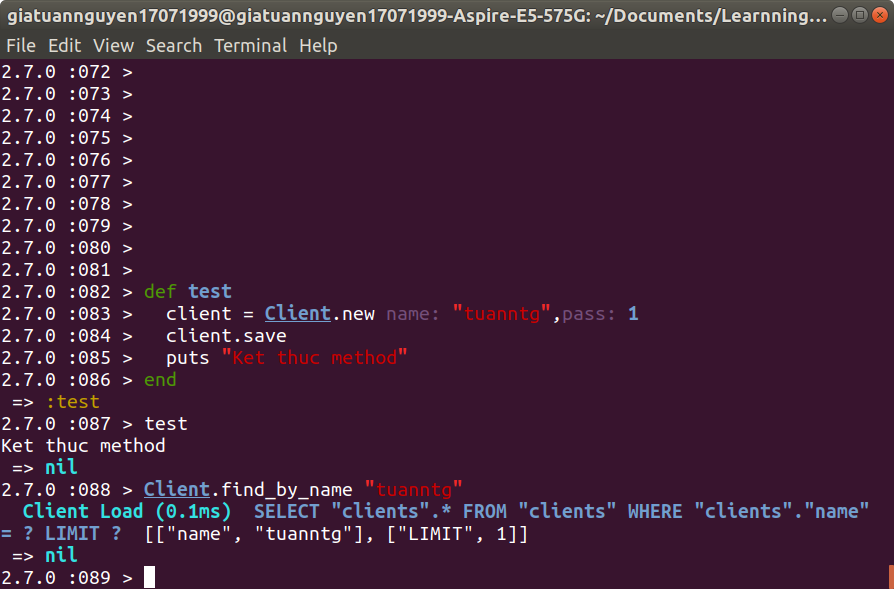 giatuannguyen17071999@giatuannguyen17071999-Aspire-E5-575G: ~/Documents/Learnning...
File Edit View Search Terminal Help
2.7.0 :072 >
2.7.0 :073 >
2.7.0 :074 >
2.7.0 :075 >
2.7.0 :076 >
2.7.0 :077 >
2.7.0 :078 >
2.7.0 :079 >
2.7.0 :080 >
2.7.0 :081 >
2.7.0 :082 > def test
2.7.0 :083 >   client = Client.new name: "tuanntg",pass: 1
2.7.0 :084 >   client.save
2.7.0 :085 >   puts "Ket thuc method"
2.7.0 :086 > end
 => :test
2.7.0 :087 > test
Ket thuc method
 => nil
2.7.0 :088 > Client.find_by_name "tuanntg"
  Client Load (0.1ms)  SELECT "clients".* FROM "clients" WHERE "clients"."name"
= ? LIMIT ?  [["name", "tuanntg"], ["LIMIT", 1]]
 => nil
2.7.0 :089 >